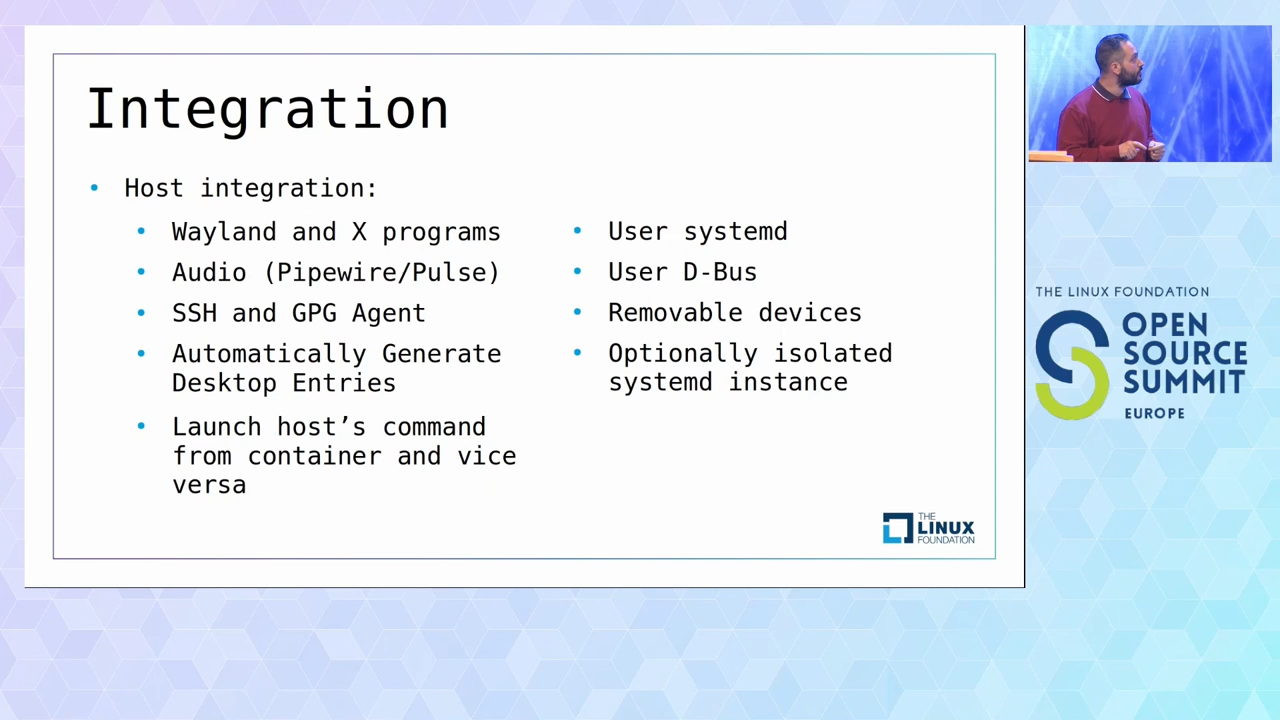 Integration
• Host integration:
• Wayland and X programs
• Audio (Pipewire/Pulse)
• SSH and GPG Agent
• Automatically Generate
Desktop Entries
• Launch host’s command
from container and vice
versa
• User systemd
• User D-Bus
• Removable devices
• Optionally isolated
systemd instance
THE
LINUX
FOUNDATION
THE LINUX FOUNDATION
OPEN
SOURCE
SUMMIT
EUROPE